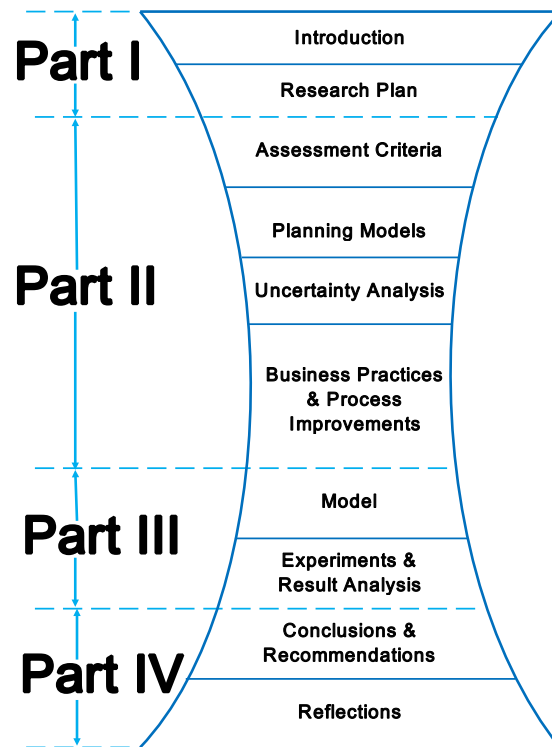 Part I
Introduction
Research Plan
Part II
Assessment Criteria
Planning Models
Uncertainty Analysis
Business Practices
& Process
Improvements
Part III
Model
Experiments &
Result Analysis
Part IV
Conclusions &
Recommendations
Reflections